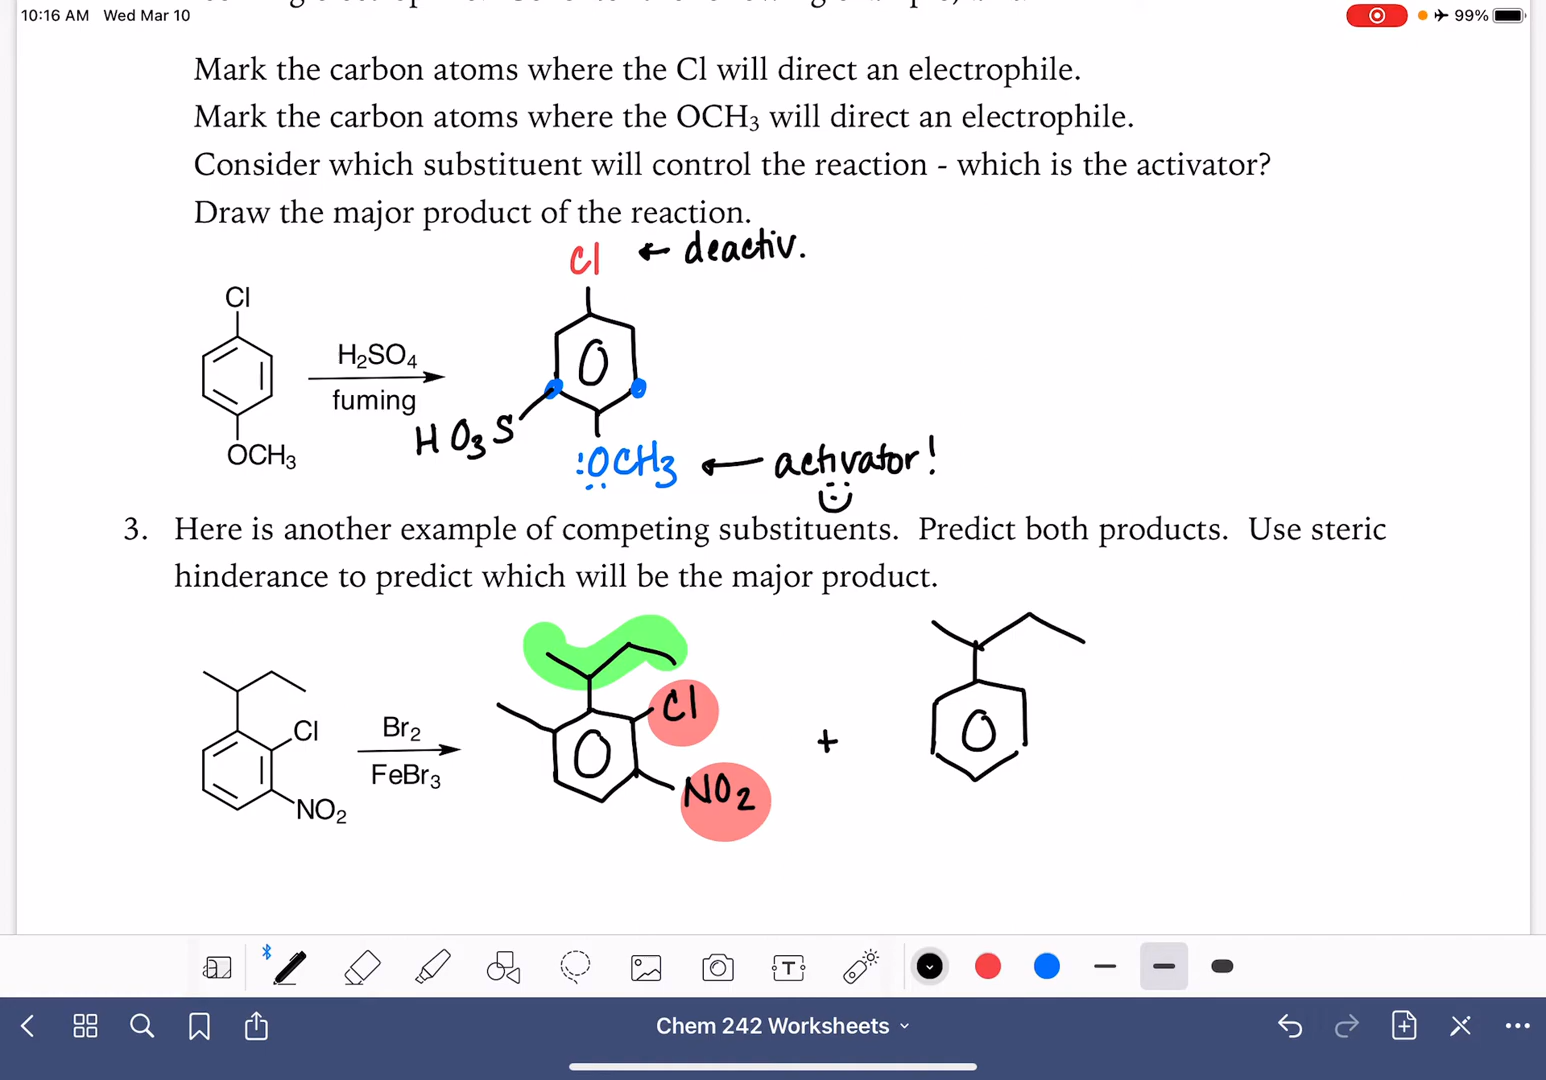 10:16 AM Wed Mar 10
99%
Mark the carbon atoms where the Cl will direct an electrophile.
Mark the carbon atoms where the OCH₃ will direct an electrophile.
Consider which substituent will control the reaction - which is the activator?
Draw the major product of the reaction.
Cl ← deactiv.
Cl
H₂SO₄
fuming
HO₃S
OCH₃
:OCH₃ ← activator!
3. Here is another example of competing substituents. Predict both products. Use steric
hinderance to predict which will be the major product.
Cl
NO₂
Br₂
FeBr₃
Cl
NO₂
+
T
Chem 242 Worksheets